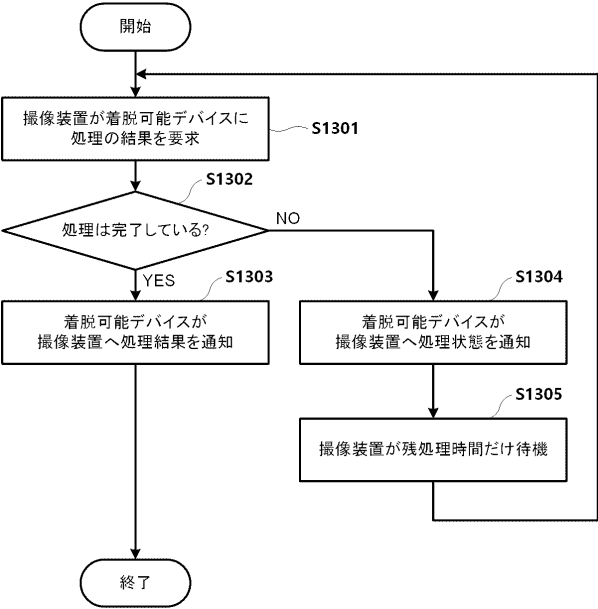 開始
撮像装置が着脱可能デバイスに
処理の結果を要求
S1301
S1302
処理は完了している?
NO
YES
S1303
着脱可能デバイスが
撮像装置へ処理結果を通知
S1304
着脱可能デバイスが
撮像装置へ処理状態を通知
S1305
撮像装置が残処理時間だけ待機
終了